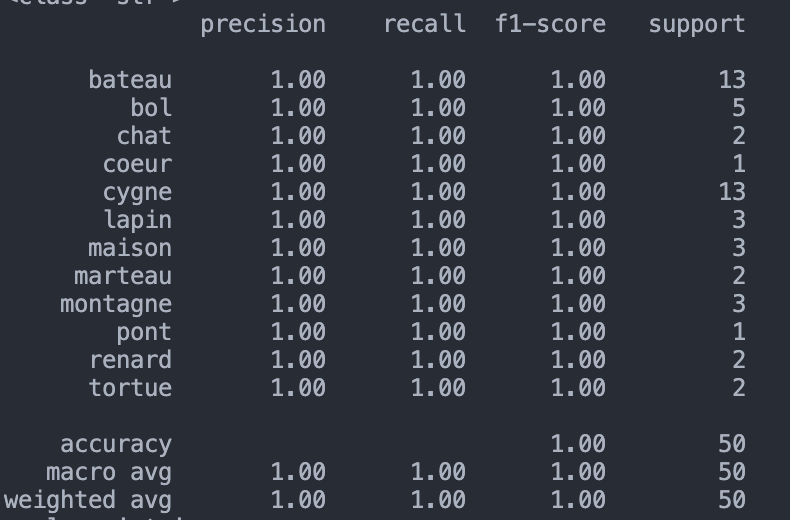 precision recall f1-score support
bateau 1.00 1.00 1.00 13
bol 1.00 1.00 1.00 5
chat 1.00 1.00 1.00 2
coeur 1.00 1.00 1.00 1
cygne 1.00 1.00 1.00 13
lapin 1.00 1.00 1.00 3
maison 1.00 1.00 1.00 3
marteau 1.00 1.00 1.00 2
montagne 1.00 1.00 1.00 3
pont 1.00 1.00 1.00 1
renard 1.00 1.00 1.00 2
tortue 1.00 1.00 1.00 2
accuracy 1.00 50
macro avg 1.00 1.00 1.00 50
weighted avg 1.00 1.00 1.00 50